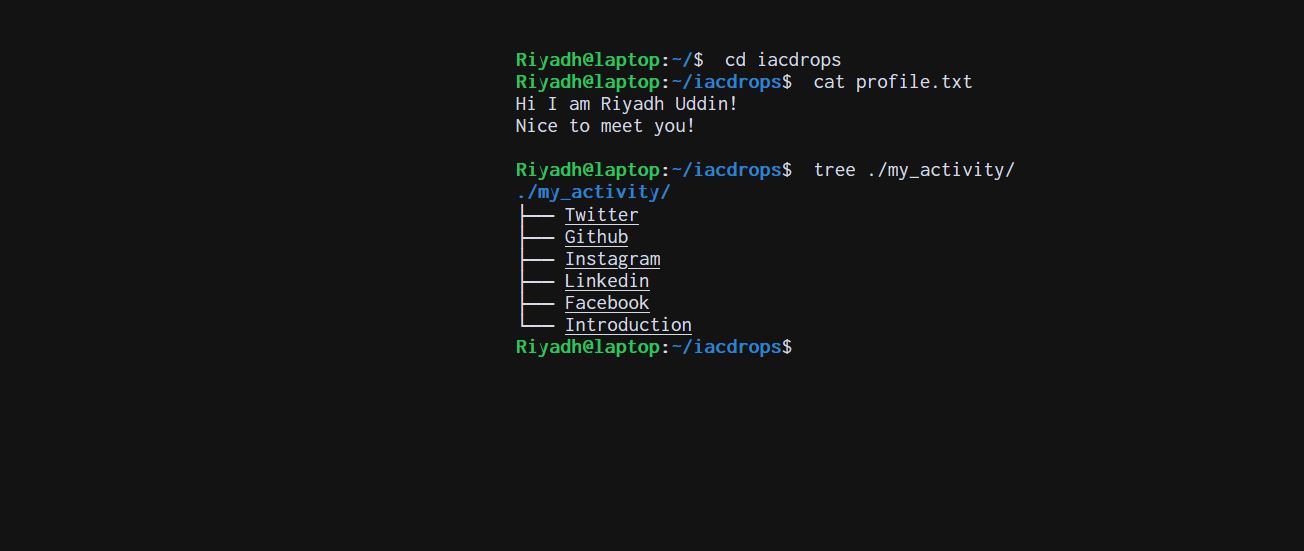 Riyadh@laptop:~/$  cd iacdrops
Riyadh@laptop:~/iacdrops$  cat profile.txt
Hi I am Riyadh Uddin!
Nice to meet you!
Riyadh@laptop:~/iacdrops$  tree ./my_activity/
./my_activity/
├── Twitter
├── Github
├── Instagram
├── Linkedin
├── Facebook
└── Introduction
Riyadh@laptop:~/iacdrops$